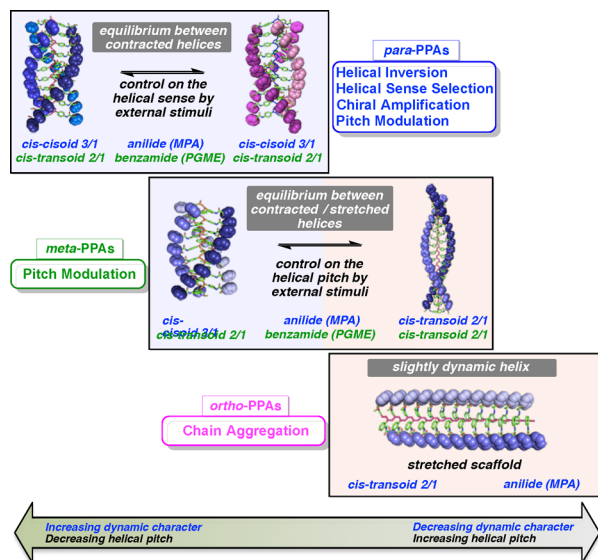 equilibrium between
contracted helices
control on the
helical sense by
external stimuli
cis-cisoid 3/1 anilide (MPA) cis-cisoid 3/1
cis-transoid 2/1 benzamide (PGME) cis-transoid 2/1
para-PPAs
Helical Inversion
Helical Sense Selection
Chiral Amplification
Pitch Modulation
meta-PPAs
Pitch Modulation
equilibrium between
contracted / stretched
helices
control on the
helical pitch by
external stimuli
cis-
cisoid 3/1 anilide (MPA) cis-transoid 2/1
cis-transoid 2/1 benzamide (PGME) cis-transoid 2/1
ortho-PPAs
Chain Aggregation
slightly dynamic helix
stretched scaffold
cis-transoid 2/1 anilide (MPA)
Increasing dynamic character Decreasing dynamic character
Decreasing helical pitch Increasing helical pitch